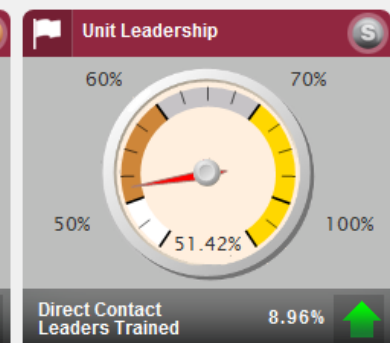 Unit Leadership
S
60%
70%
50%
100%
51.42%
Direct Contact
Leaders Trained
8.96%